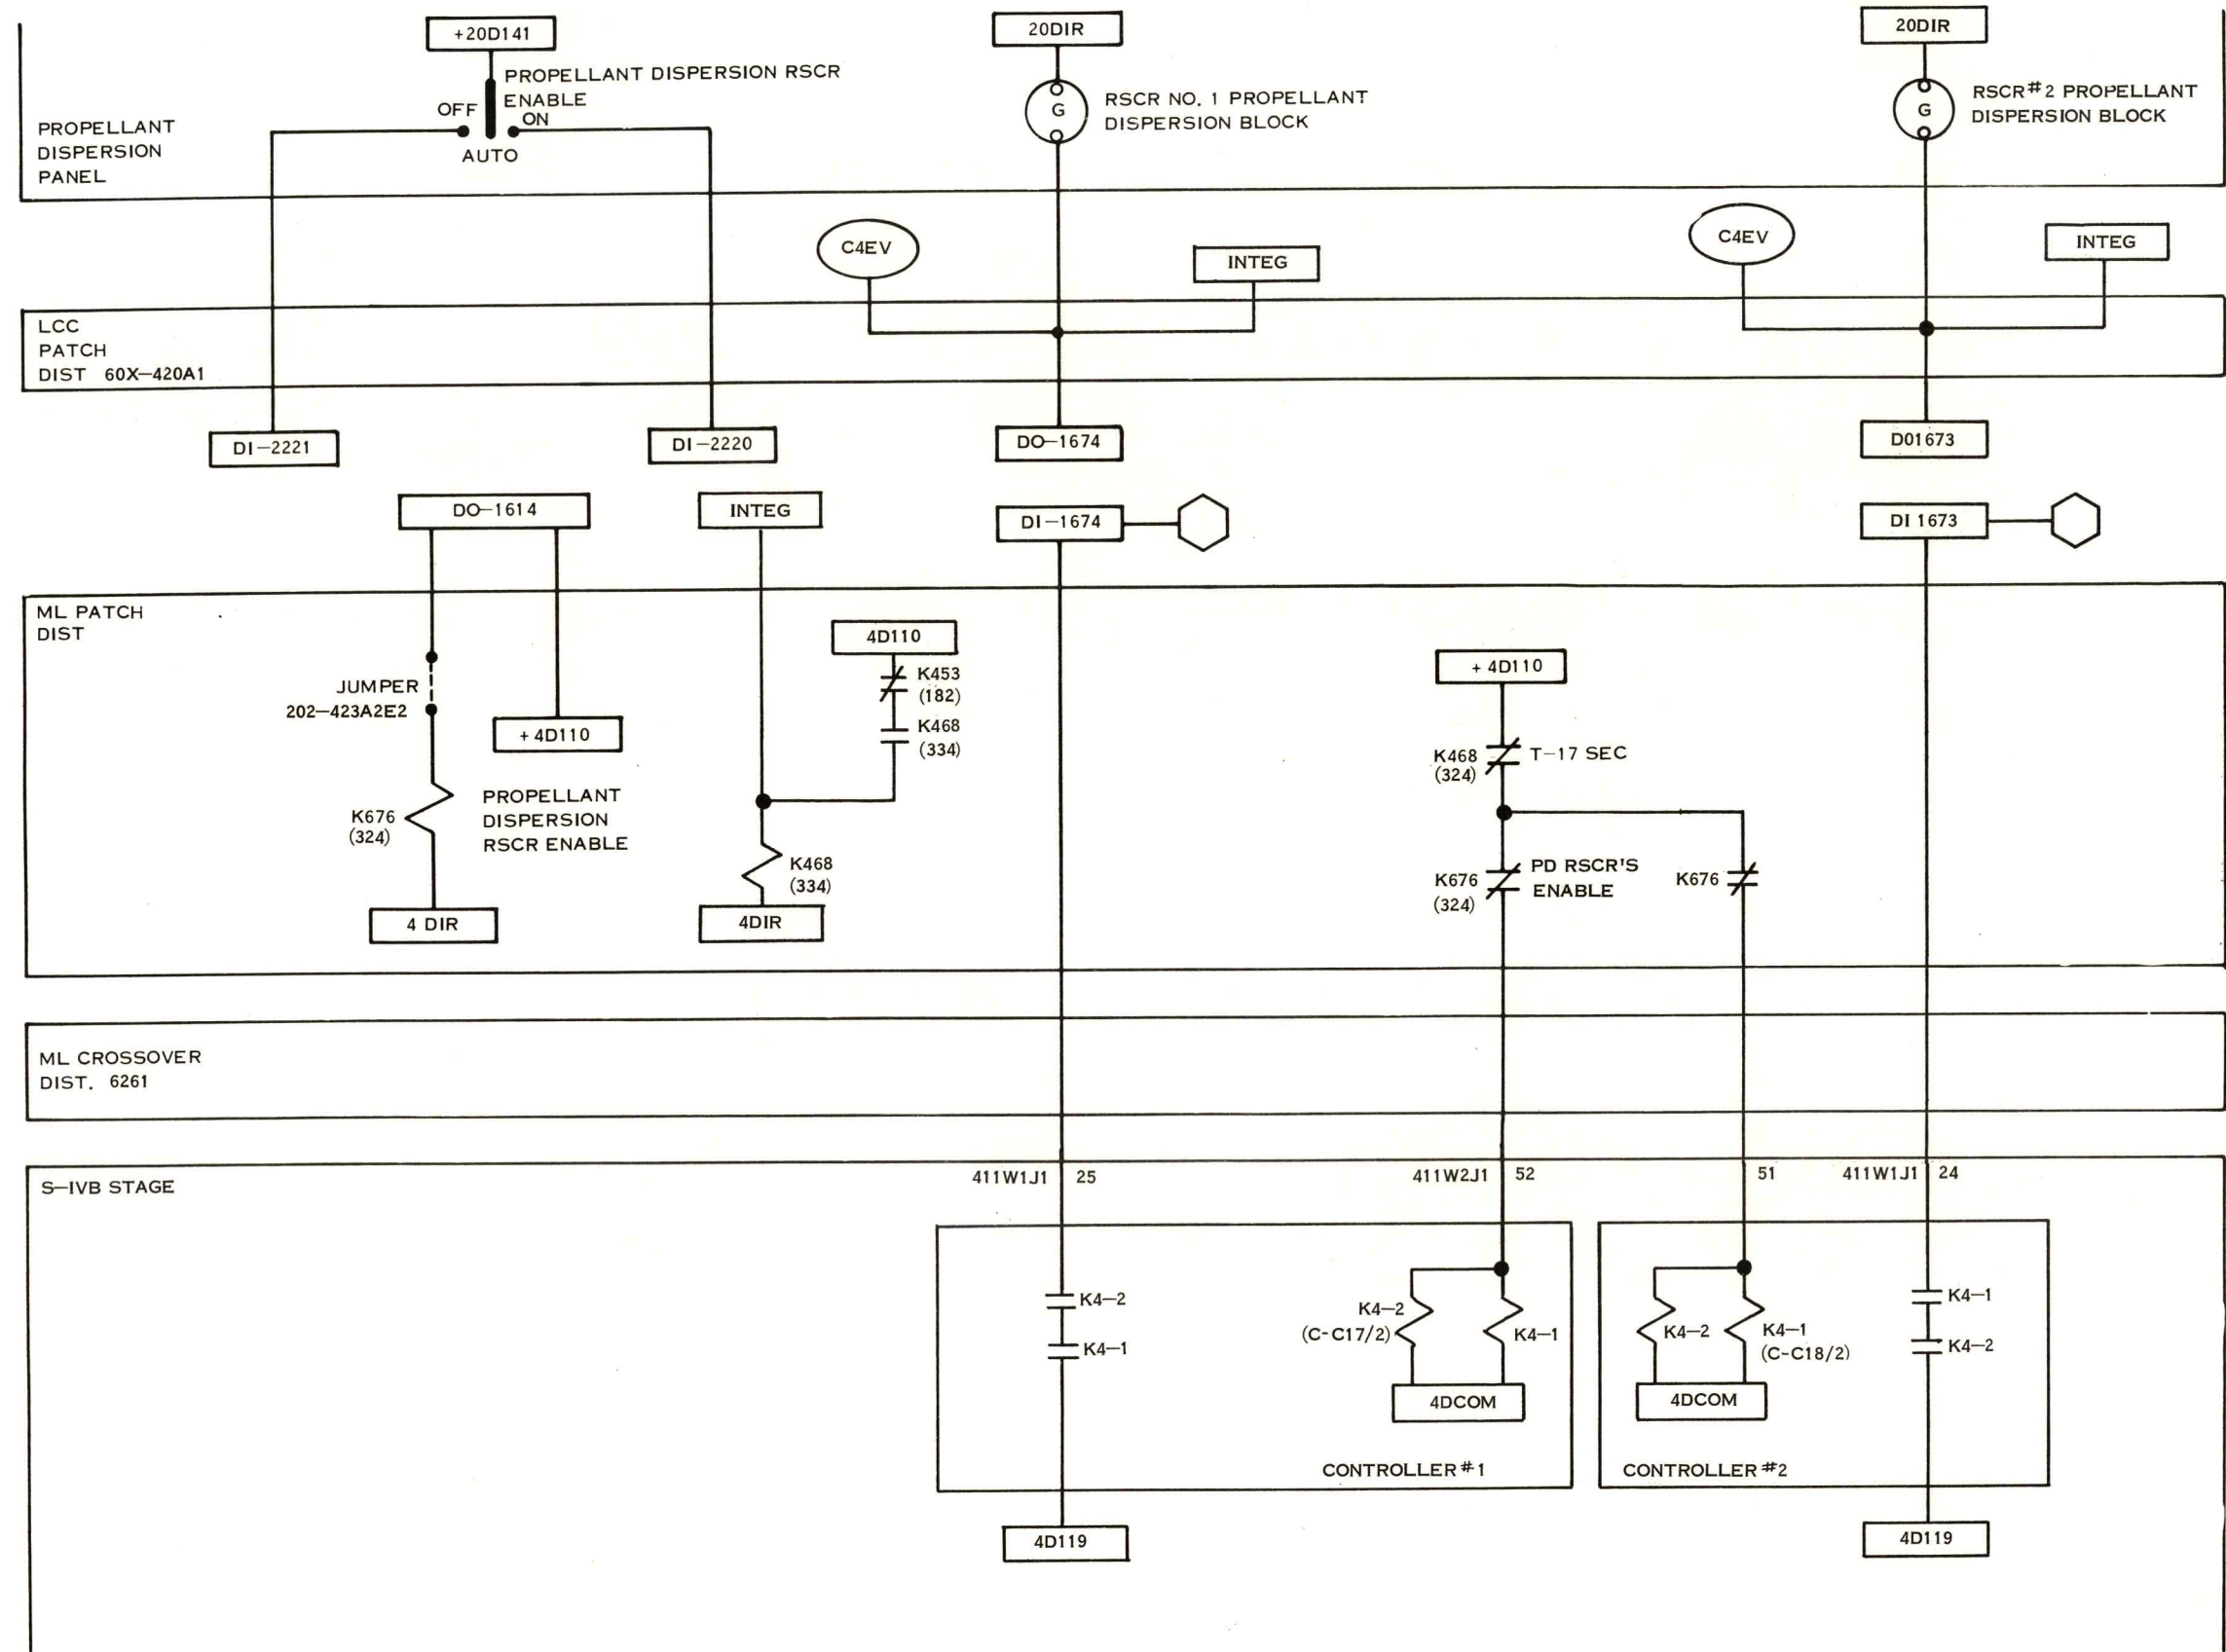 +20D141
PROPELLANT DISPERSION RSCR
ENABLE
OFF
ON
AUTO
PROPELLANT
DISPERSION
PANEL
20DIR
G
RSCR NO. 1 PROPELLANT
DISPERSION BLOCK
20DIR
G
RSCR#2 PROPELLANT
DISPERSION BLOCK
C4EV
INTEG
C4EV
INTEG
LCC
PATCH
DIST 60X-420A1
DI-2221
DI-2220
DO-1674
D01673
DO-1614
INTEG
DI-1674
DI 1673
ML PATCH
DIST
JUMPER
202-423A2E2
+4D110
K676
(324)
PROPELLANT
DISPERSION
RSCR ENABLE
4 DIR
4D110
K453
(182)
K468
(334)
K468
(334)
4DIR
+ 4D110
K468
(324)
T-17 SEC
K676
(324)
PD RSCR'S
ENABLE
K676
ML CROSSOVER
DIST. 6261
S-IVB STAGE
411W1J1 25
411W2J1 52
51
411W1J1 24
K4-2
K4-1
K4-2
(C-C17/2)
K4-1
4DCOM
CONTROLLER #1
K4-2
K4-1
(C-C18/2)
4DCOM
K4-1
K4-2
CONTROLLER #2
4D119
4D119